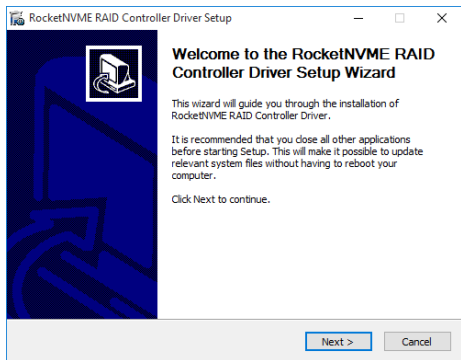 RocketNVME RAID Controller Driver Setup
Welcome to the RocketNVME RAID
Controller Driver Setup Wizard
This wizard will guide you through the installation of
RocketNVME RAID Controller Driver.
It is recommended that you close all other applications
before starting Setup. This will make it possible to update
relevant system files without having to reboot your
computer.
Click Next to continue.
Next >
Cancel